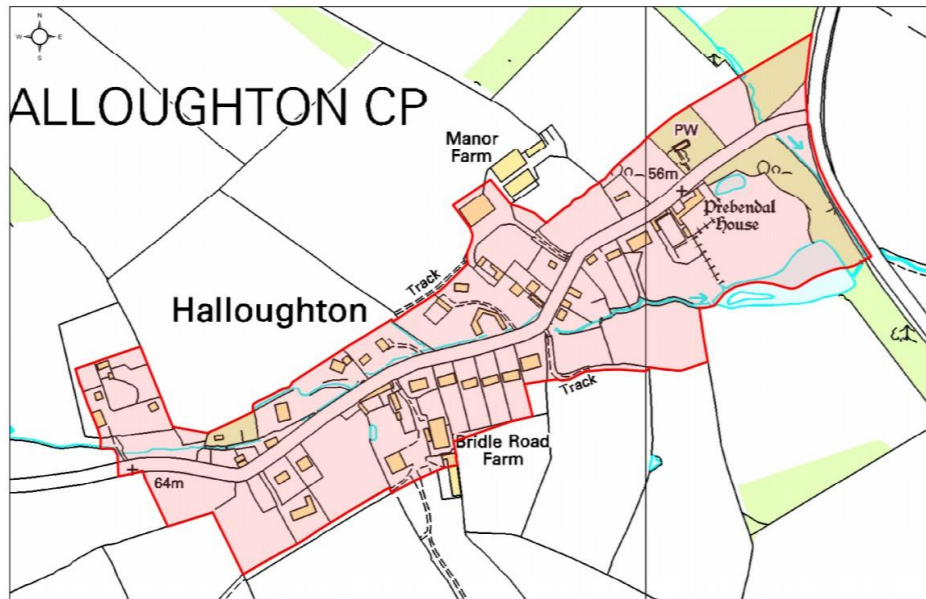 N
W E
S
ALLOUGHTON CP
Manor
Farm
PW
56m
Prebendal
House
Track
Halloughton
Track
Bridle Road
Farm
64m